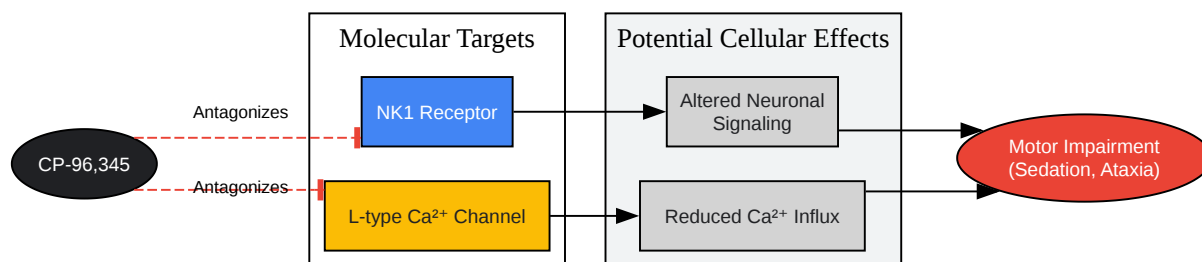 Molecular Targets
Potential Cellular Effects
Antagonizes
NK1 Receptor
Altered Neuronal
Signaling
CP-96,345
Motor Impairment
(Sedation, Ataxia)
Antagonizes
L-type Ca²⁺ Channel
Reduced Ca²⁺ Influx